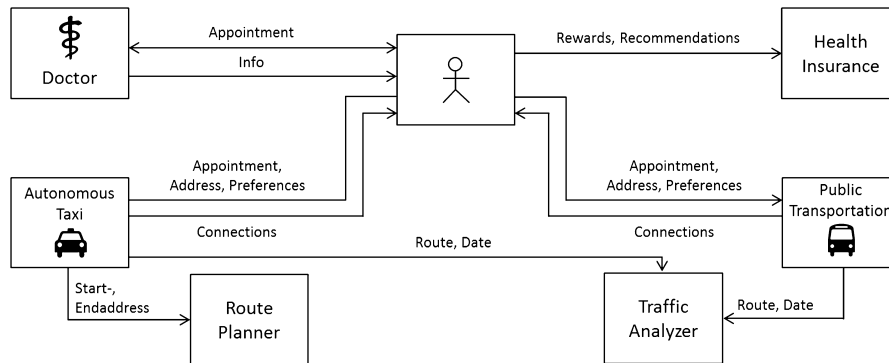 Doctor
Appointment
Info
Rewards, Recommendations
Health
Insurance
Autonomous
Taxi
Appointment,
Address, Preferences
Connections
Appointment,
Address, Preferences
Connections
Public
Transportation
Route, Date
Start-,
Endaddress
Route
Planner
Traffic
Analyzer
Route, Date